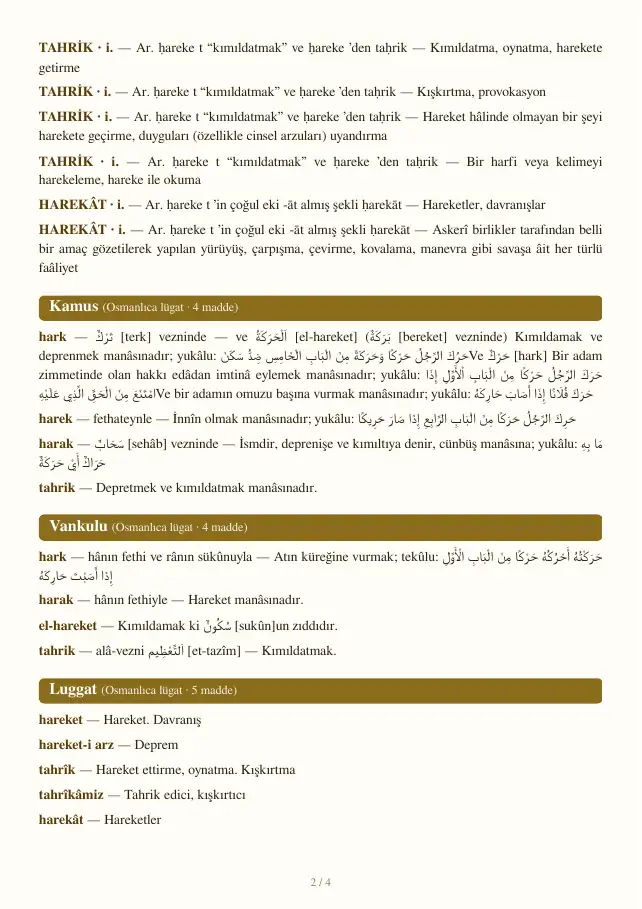 TAHRİK · i. — Ar. ḥareke t “kımıldatmak” ve ḥareke ’den taḥrік — Kımıldatma, oynatma, harekete
getirme
TAHRİK · i. — Ar. ḥareke t “kımıldatmak” ve ḥareke ’den taḥrik — Kışkırtma, provokasyon
TAHRİK · i. — Ar. ḥareke t “kımıldatmak” ve ḥareke ’den taḥrik — Hareket hâlinde olmayan bir şeyi
harekete geçirme, duyguları (özellikle cinsel arzuları) uyandırma
TAHRİK · i. — Ar. ḥareke t “kımıldatmak” ve ḥareke ’den taḥrik — Bir harfi veya kelimeyi
harekeleme, hareke ile okuma
HAREKÂT · i. — Ar. ḥareke t ’in çoğul eki -āt almış şekli ḥarekāt — Hareketler, davranışlar
HAREKÂT · i. — Ar. ḥareke t ’in çoğul eki -āt almış şekli ḥarekāt — Askerî birlikler tarafından belli
bir amaç gözetilerek yapılan yürüyüş, çarpışma, çevirme, kovalama, manevra gibi savaşa âit her türlü
faâliyet
Kamus (Osmanlıca lügat · 4 madde)
hark — تَرْكٌ [terk] vezninde — ve اَلْحَرَكَةُ [el-hareket] (بَرَكَةٌ [bereket] vezninde) Kımıldamak ve
deprenmek manâsınadır; yukâlu: حَرُكَ الرَّجُلُ حَرْكًا وَحَرَكَةً مِنَ الْبَابِ الْخَامِسِ ضِدُّ سَكَنَVe حَرْكٌ [hark] Bir adam
zimmetinde olan hakkı edâdan imtinâ eylemek manâsınadır; yukâlu: حَرَكَ الرَّجُلُ حَرْكًا مِنَ الْبَابِ الْأَوَّلِ إِذَا
امْتَنَعَ مِنَ الْحَقِّ الَّذِي عَلَيْهِVe bir adamın omuzu başına vurmak manâsınadır; yukâlu: حَرَكَ فُلَانًا إِذَا أَصَابَ حَارِكَهُ
harek — fethateynle — İnnîn olmak manâsınadır; yukâlu: حَرِكَ الرَّجُلُ حَرَكًا مِنَ الْبَابِ الرَّابِعِ إِذَا صَارَ حَرِيكًا
harak — سَحَابٌ [sehâb] vezninde — İsmdir, deprenişe ve kımıltıya denir, cünbüş manâsına; yukâlu: مَا بِهِ
حَرَاكٌ أَيْ حَرَكَةٌ
tahrik — Depretmek ve kımıldatmak manâsınadır.
Vankulu (Osmanlıca lügat · 4 madde)
hark — hânın fethi ve rânın sükûnuyla — Atın küreğine vurmak; tekûlu: حَرَكْتُهُ أَحْرُكُهُ حَرْكًا مِنَ الْبَابِ الْأَوَّلِ
إِذَا أَصَبْتَ حَارِكَهُ
harak — hânın fethiyle — Hareket manâsınadır.
el-hareket — Kımıldamak ki سُكُونٌ [sukûn]un zıddıdır.
tahrik — alâ-vezni اَلتَّعْظِيم [et-tazîm] — Kımıldatmak.
Luggat (Osmanlıca lügat · 5 madde)
hareket — Hareket. Davranış
hareket-i arz — Deprem
tahrîk — Hareket ettirme, oynatma. Kışkırtma
tahrîkâmiz — Tahrik edici, kışkırtıcı
harekât — Hareketler
2 / 4